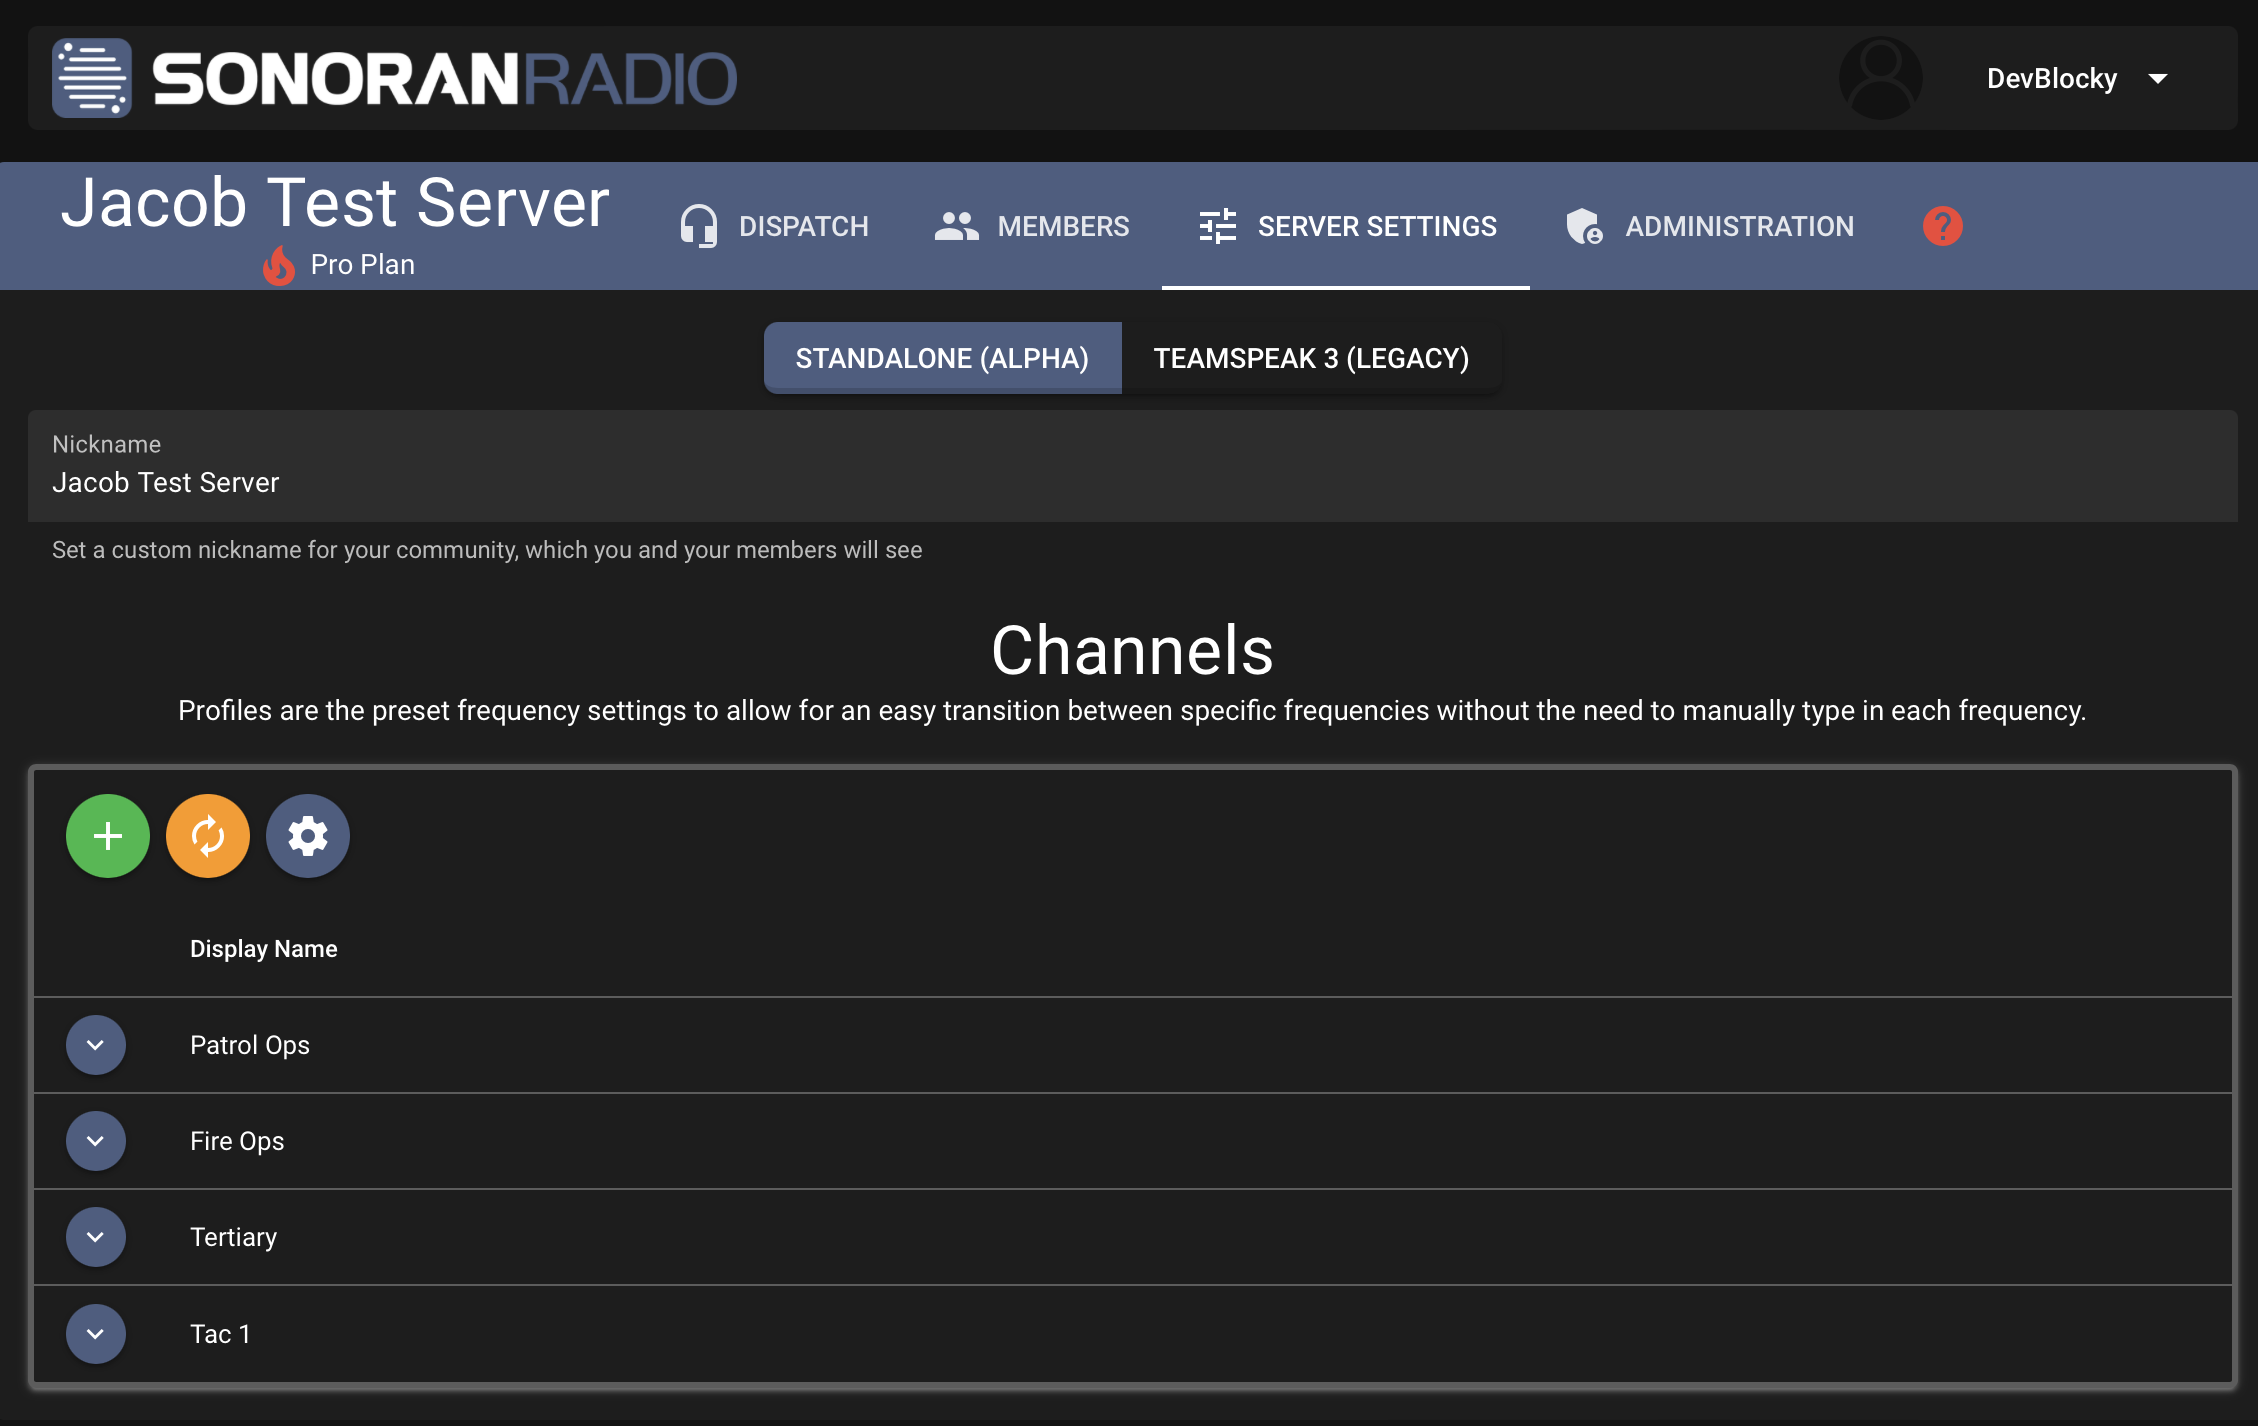 SONORANRADIO
DevBlocky
Jacob Test Server
Pro Plan
DISPATCH
MEMBERS
SERVER SETTINGS
ADMINISTRATION
?
STANDALONE (ALPHA)
TEAMSPEAK 3 (LEGACY)
Nickname
Jacob Test Server
Set a custom nickname for your community, which you and your members will see
Channels
Profiles are the preset frequency settings to allow for an easy transition between specific frequencies without the need to manually type in each frequency.
Display Name
Patrol Ops
Fire Ops
Tertiary
Tac 1